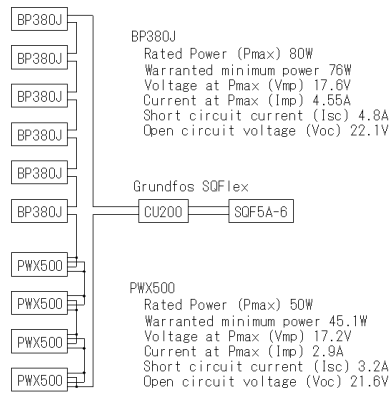 BP380J
BP380J
BP380J
BP380J
BP380J
BP380J
PWX500
PWX500
PWX500
PWX500
BP380J
Rated Power (Pmax) 80W
Warranted minimum power 76W
Voltage at Pmax (Vmp) 17.6V
Current at Pmax (Imp) 4.55A
Short circuit current (Isc) 4.8A
Open circuit voltage (Voc) 22.1V
Grundfos SQFlex
CU200
SQF5A-6
PWX500
Rated Power (Pmax) 50W
Warranted minimum power 45.1W
Voltage at Pmax (Vmp) 17.2V
Current at Pmax (Imp) 2.9A
Short circuit current (Isc) 3.2A
Open circuit voltage (Voc) 21.6V